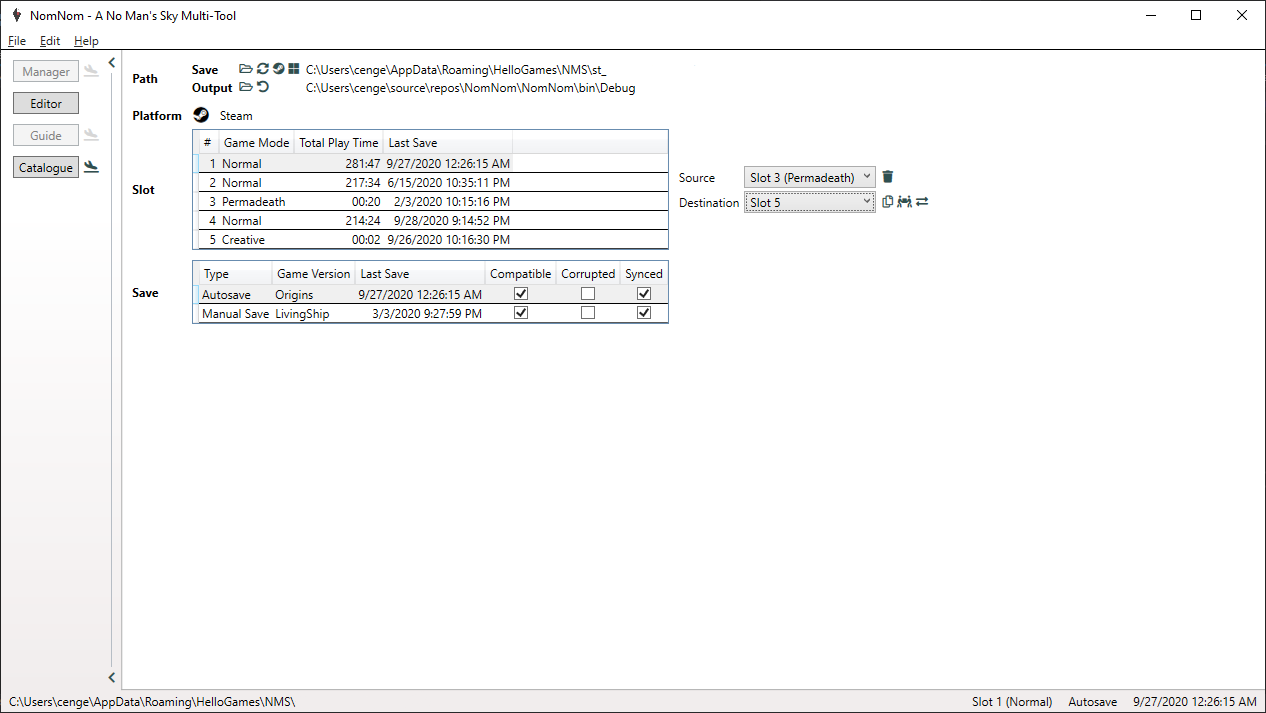 NomNom - A No Man's Sky Multi-Tool
File Edit Help
Manager
Editor
Guide
Catalogue
Path
Save C:\Users\cenge\AppData\Roaming\HelloGames\NMS\st_
Output C:\Users\cenge\source\repos\NomNom\NomNom\bin\Debug
Platform Steam
Slot
# Game Mode Total Play Time Last Save
1 Normal 281:47 9/27/2020 12:26:15 AM
2 Normal 217:34 6/15/2020 10:35:11 PM
3 Permadeath 00:20 2/3/2020 10:15:16 PM
4 Normal 214:24 9/28/2020 9:14:52 PM
5 Creative 00:02 9/26/2020 10:16:30 PM
Source Slot 3 (Permadeath)
Destination Slot 5
Save
Type Game Version Last Save Compatible Corrupted Synced
Autosave Origins 9/27/2020 12:26:15 AM
Manual Save LivingShip 3/3/2020 9:27:59 PM
C:\Users\cenge\AppData\Roaming\HelloGames\NMS\ Slot 1 (Normal) Autosave 9/27/2020 12:26:15 AM